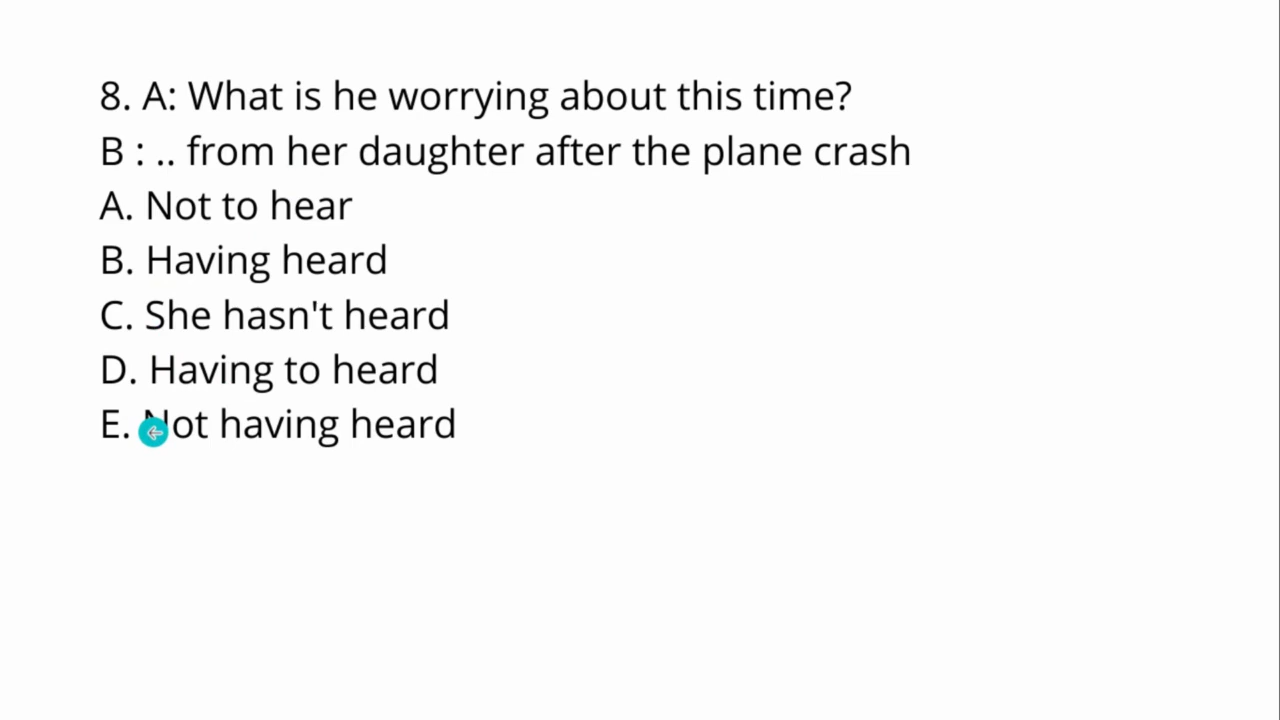 8. A: What is he worrying about this time?
B : .. from her daughter after the plane crash
A. Not to hear
B. Having heard
C. She hasn't heard
D. Having to heard
E. Not having heard